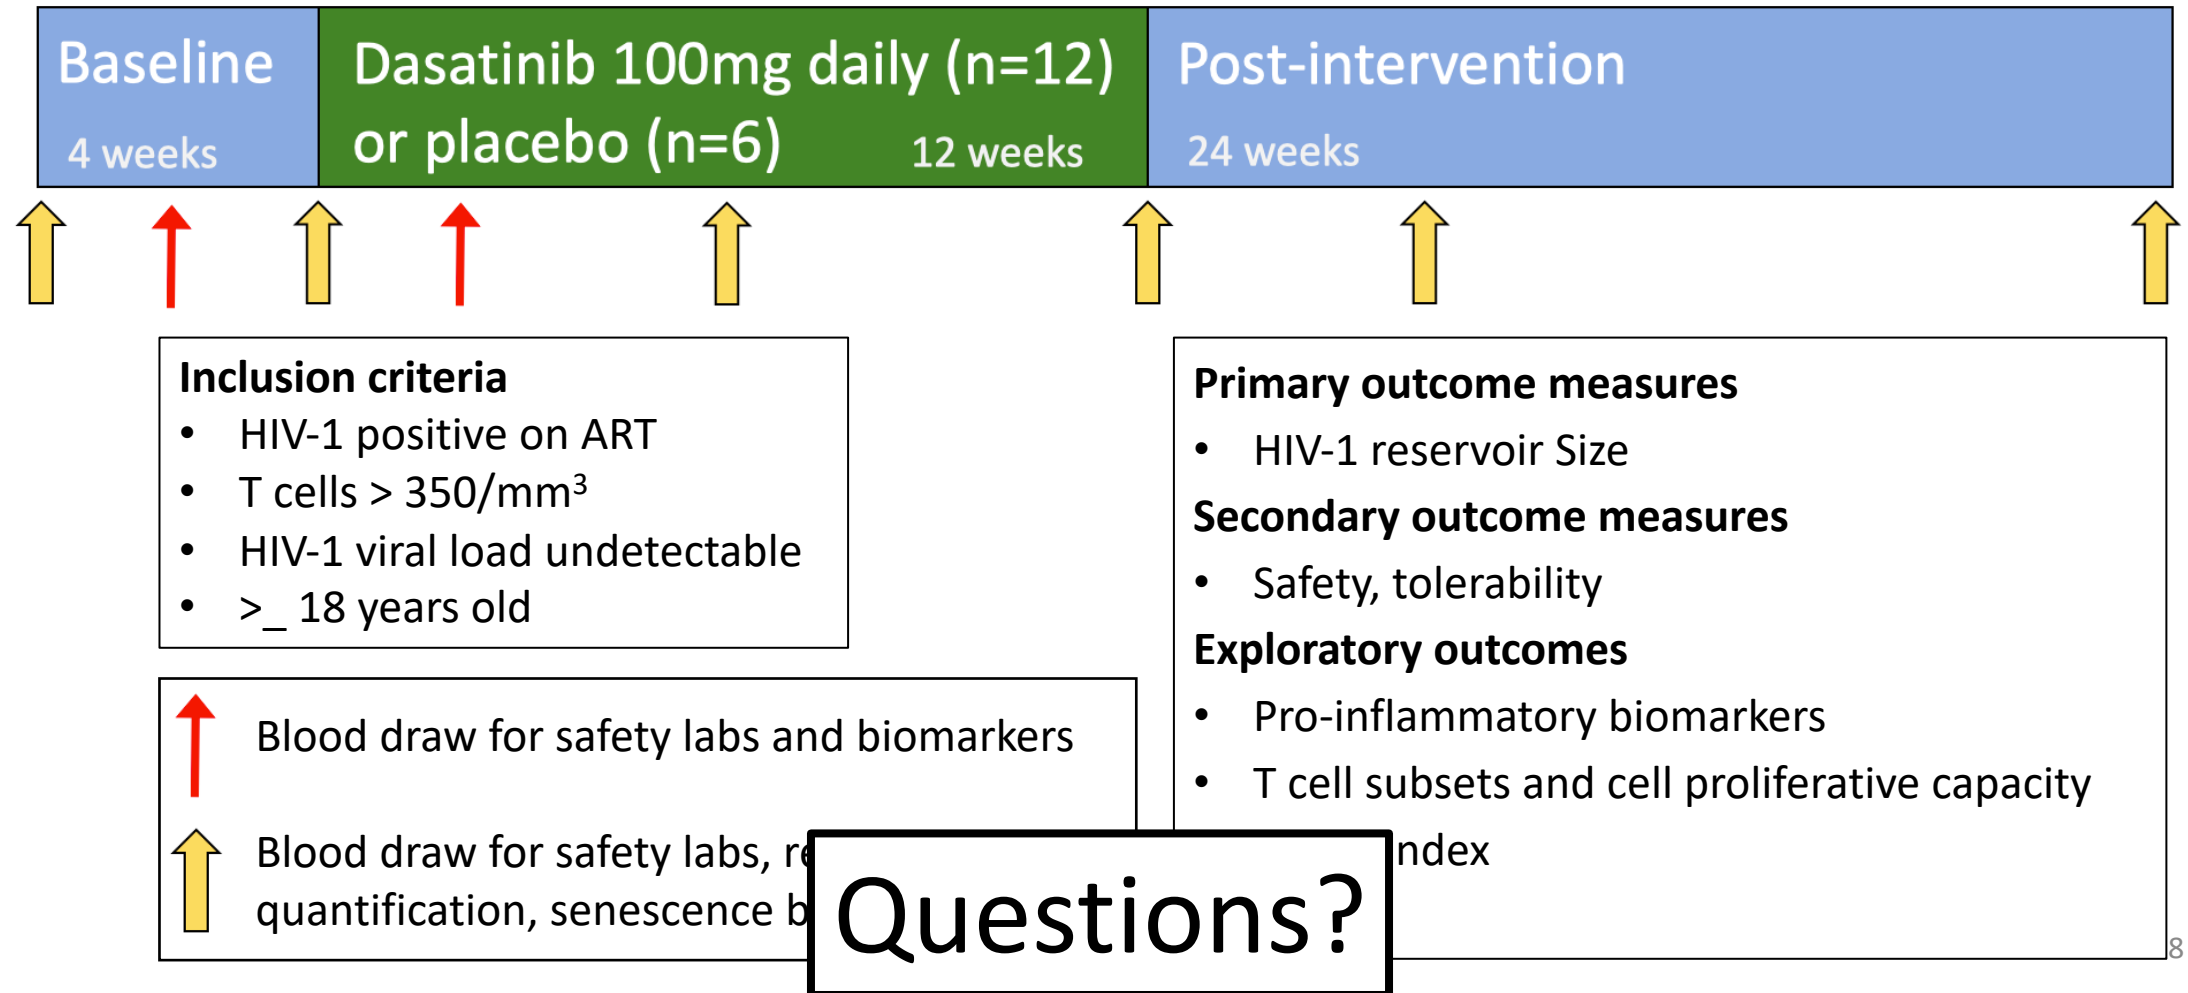 Baseline
4 weeks
Dasatinib 100mg daily (n=12)
or placebo (n=6) 12 weeks
Post-intervention
24 weeks
Inclusion criteria
• HIV-1 positive on ART
• T cells > 350/mm³
• HIV-1 viral load undetectable
• >_ 18 years old
Blood draw for safety labs and biomarkers
Blood draw for safety labs,
quantification, senescence
Primary outcome measures
• HIV-1 reservoir Size
Secondary outcome measures
• Safety, tolerability
Exploratory outcomes
• Pro-inflammatory biomarkers
• T cell subsets and cell proliferative capacity
Questions?
8